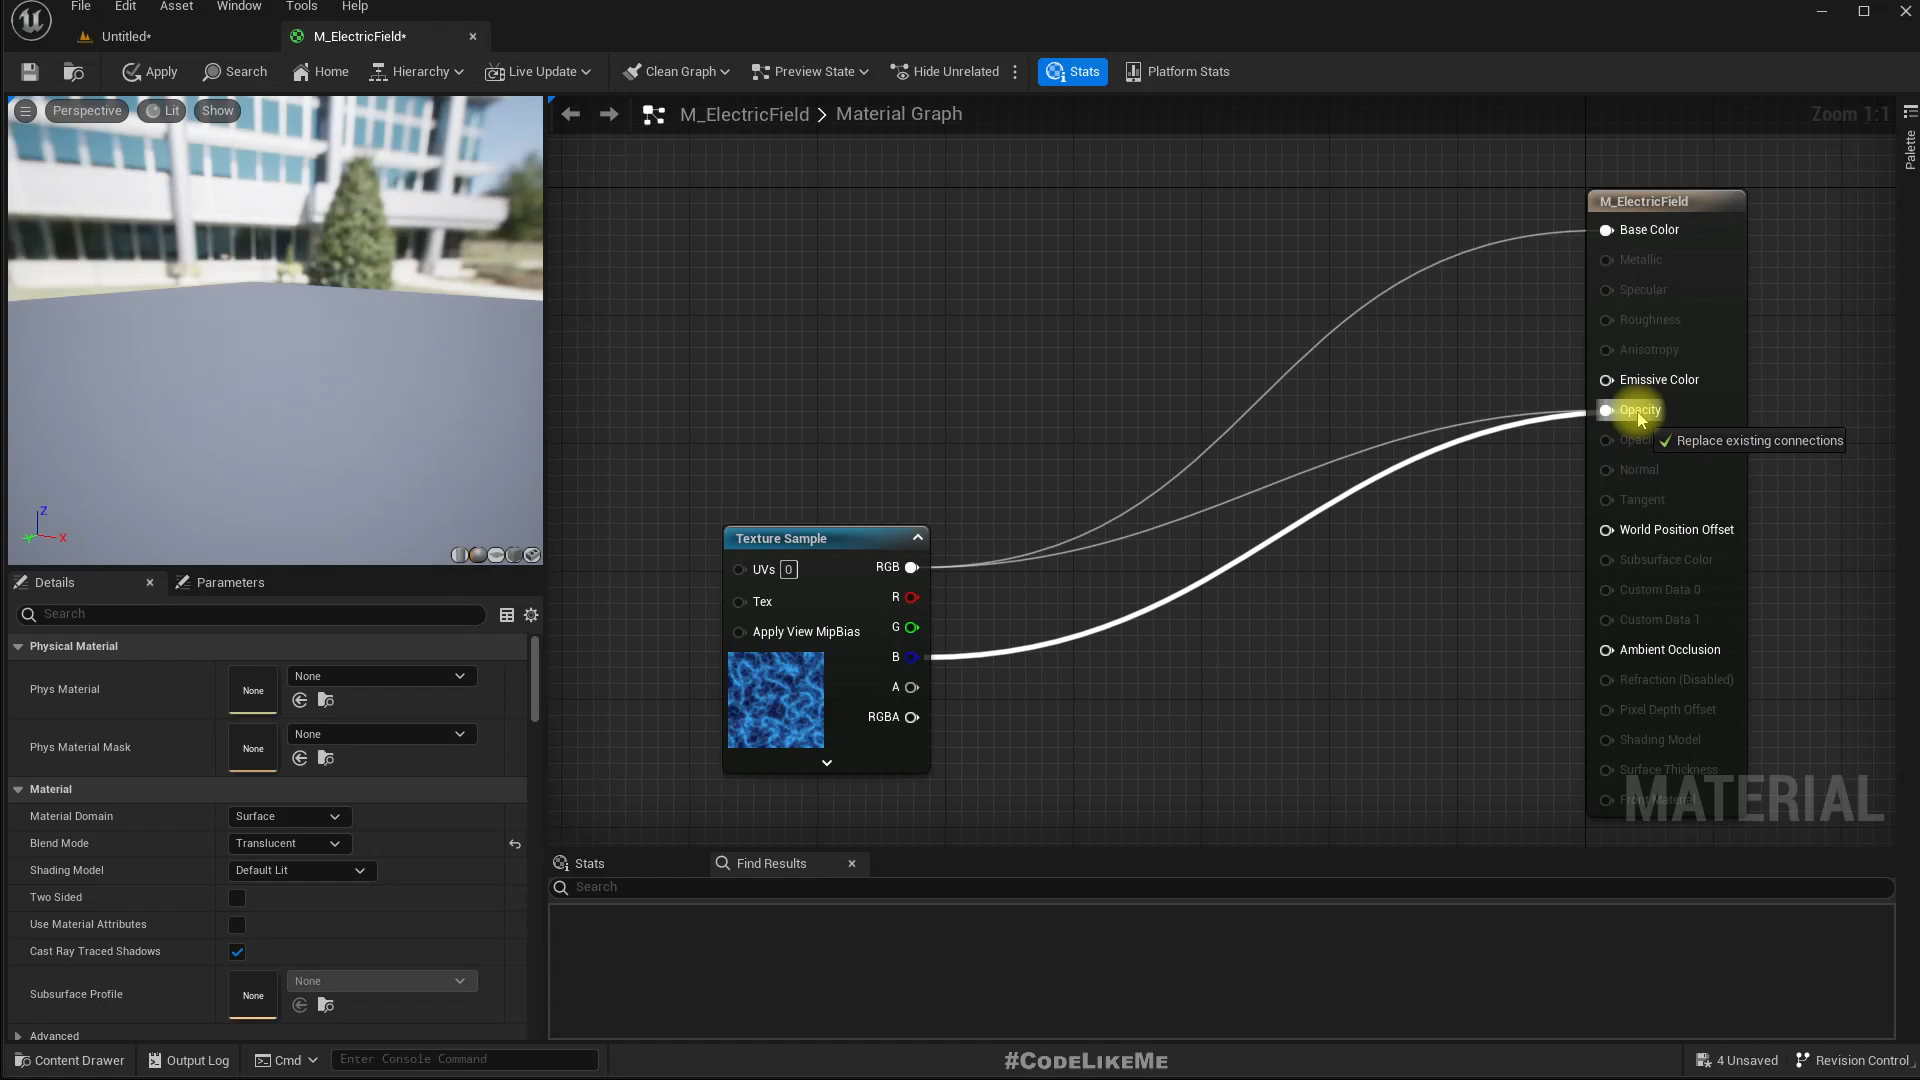 File Edit Asset Window Tools Help
Untitled*
M_ElectricField*
Apply Search Home Hierarchy Live Update Clean Graph Preview State Hide Unrelated Stats Platform Stats
Perspective Lit Show
M_ElectricField > Material Graph
Zoom 1:1
Palette
M_ElectricField
Base Color
Metallic
Specular
Roughness
Anisotropy
Emissive Color
Opacity
Replace existing connections
Normal
Tangent
World Position Offset
Subsurface Color
Custom Data 0
Custom Data 1
Ambient Occlusion
Refraction (Disabled)
Pixel Depth Offset
Shading Model
Surface Thickness
Front Material
MATERIAL
Texture Sample
UVs 0 RGB
R
Tex
G
Apply View MipBias
B
A
RGBA
Z
X
Y
Details Parameters
Search
Physical Material
Phys Material None None
Phys Material Mask None None
Material
Material Domain Surface
Blend Mode Translucent
Shading Model Default Lit
Two Sided
Use Material Attributes
Cast Ray Traced Shadows
Subsurface Profile None None
Advanced
Stats Find Results
Search
Content Drawer Output Log Cmd Enter Console Command
#CodeLikeMe
4 Unsaved Revision Control